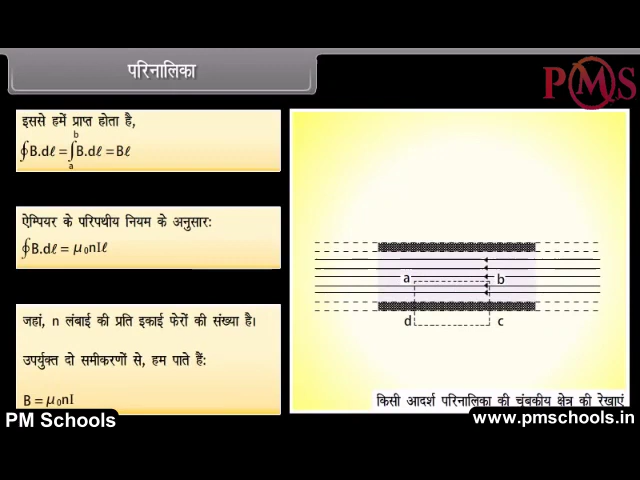 परिनालिका
PMS
इससे हमें प्राप्त होता है,
∮B.dℓ = ∫ₐᵇ B.dℓ = Bℓ
ऐम्पियर के परिपथीय नियम के अनुसार:
∮B.dℓ = μ₀nIℓ
जहां, n लंबाई की प्रति इकाई फेरों की संख्या है।
उपर्युक्त दो समीकरणों से, हम पाते हैं:
B = μ₀nI
a b
d c
किसी आदर्श परिनालिका की चुंबकीय क्षेत्र की रेखाएं
PM Schools
www.pmschools.in